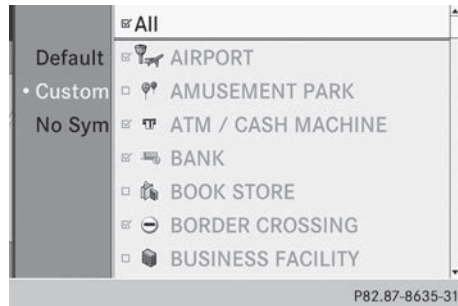 All
Default
Custom
No Sym
AIRPORT
AMUSEMENT PARK
ATM / CASH MACHINE
BANK
BOOK STORE
BORDER CROSSING
BUSINESS FACILITY
P82.87-8635-31